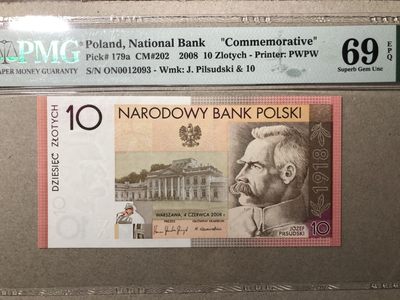 PMG
PAPER MONEY GUARANTY
Poland, National Bank "Commemorative"
Pick# 179a CM#202 2008 10 Zlotych - Printer: PWPW
S/N ON0012093 - Wmk: J. Pilsudski & 10
69 EPQ
Superb Gem Unc
10
NARODOWY BANK POLSKI
DZIESIĘĆ ZŁOTYCH
1918
WARSZAWA, 4 CZERWCA 2008 r.
PREZES
JÓZEF
PIŁSUDSKI
10